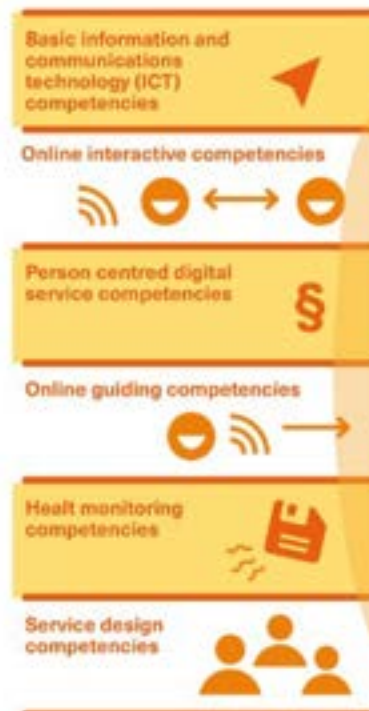 Basic information and
communications
technology (ICT)
competencies
Online interactive competencies
Person centred digital
service competencies
§
Online guiding competencies
Healt monitoring
competencies
Service design
competencies